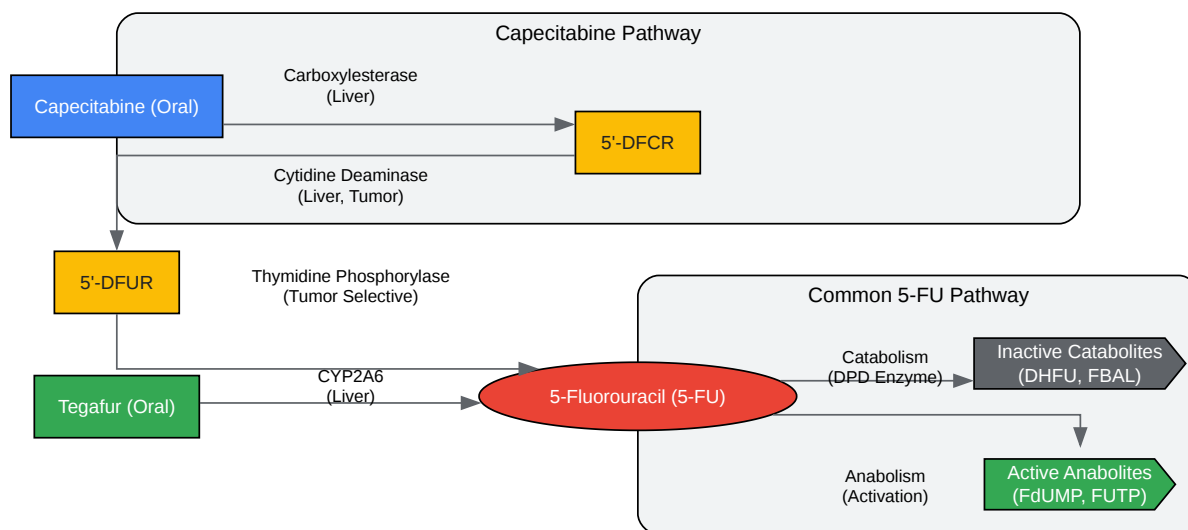 Capecitabine Pathway
Carboxylesterase
(Liver)
Capecitabine (Oral)
5'-DFCR
Cytidine Deaminase
(Liver, Tumor)
5'-DFUR
Thymidine Phosphorylase
(Tumor Selective)
Common 5-FU Pathway
Catabolism
(DPD Enzyme)
Inactive Catabolites
(DHFU, FBAL)
CYP2A6
(Liver)
Tegafur (Oral)
5-Fluorouracil (5-FU)
Anabolism
(Activation)
Active Anabolites
(FdUMP, FUTP)